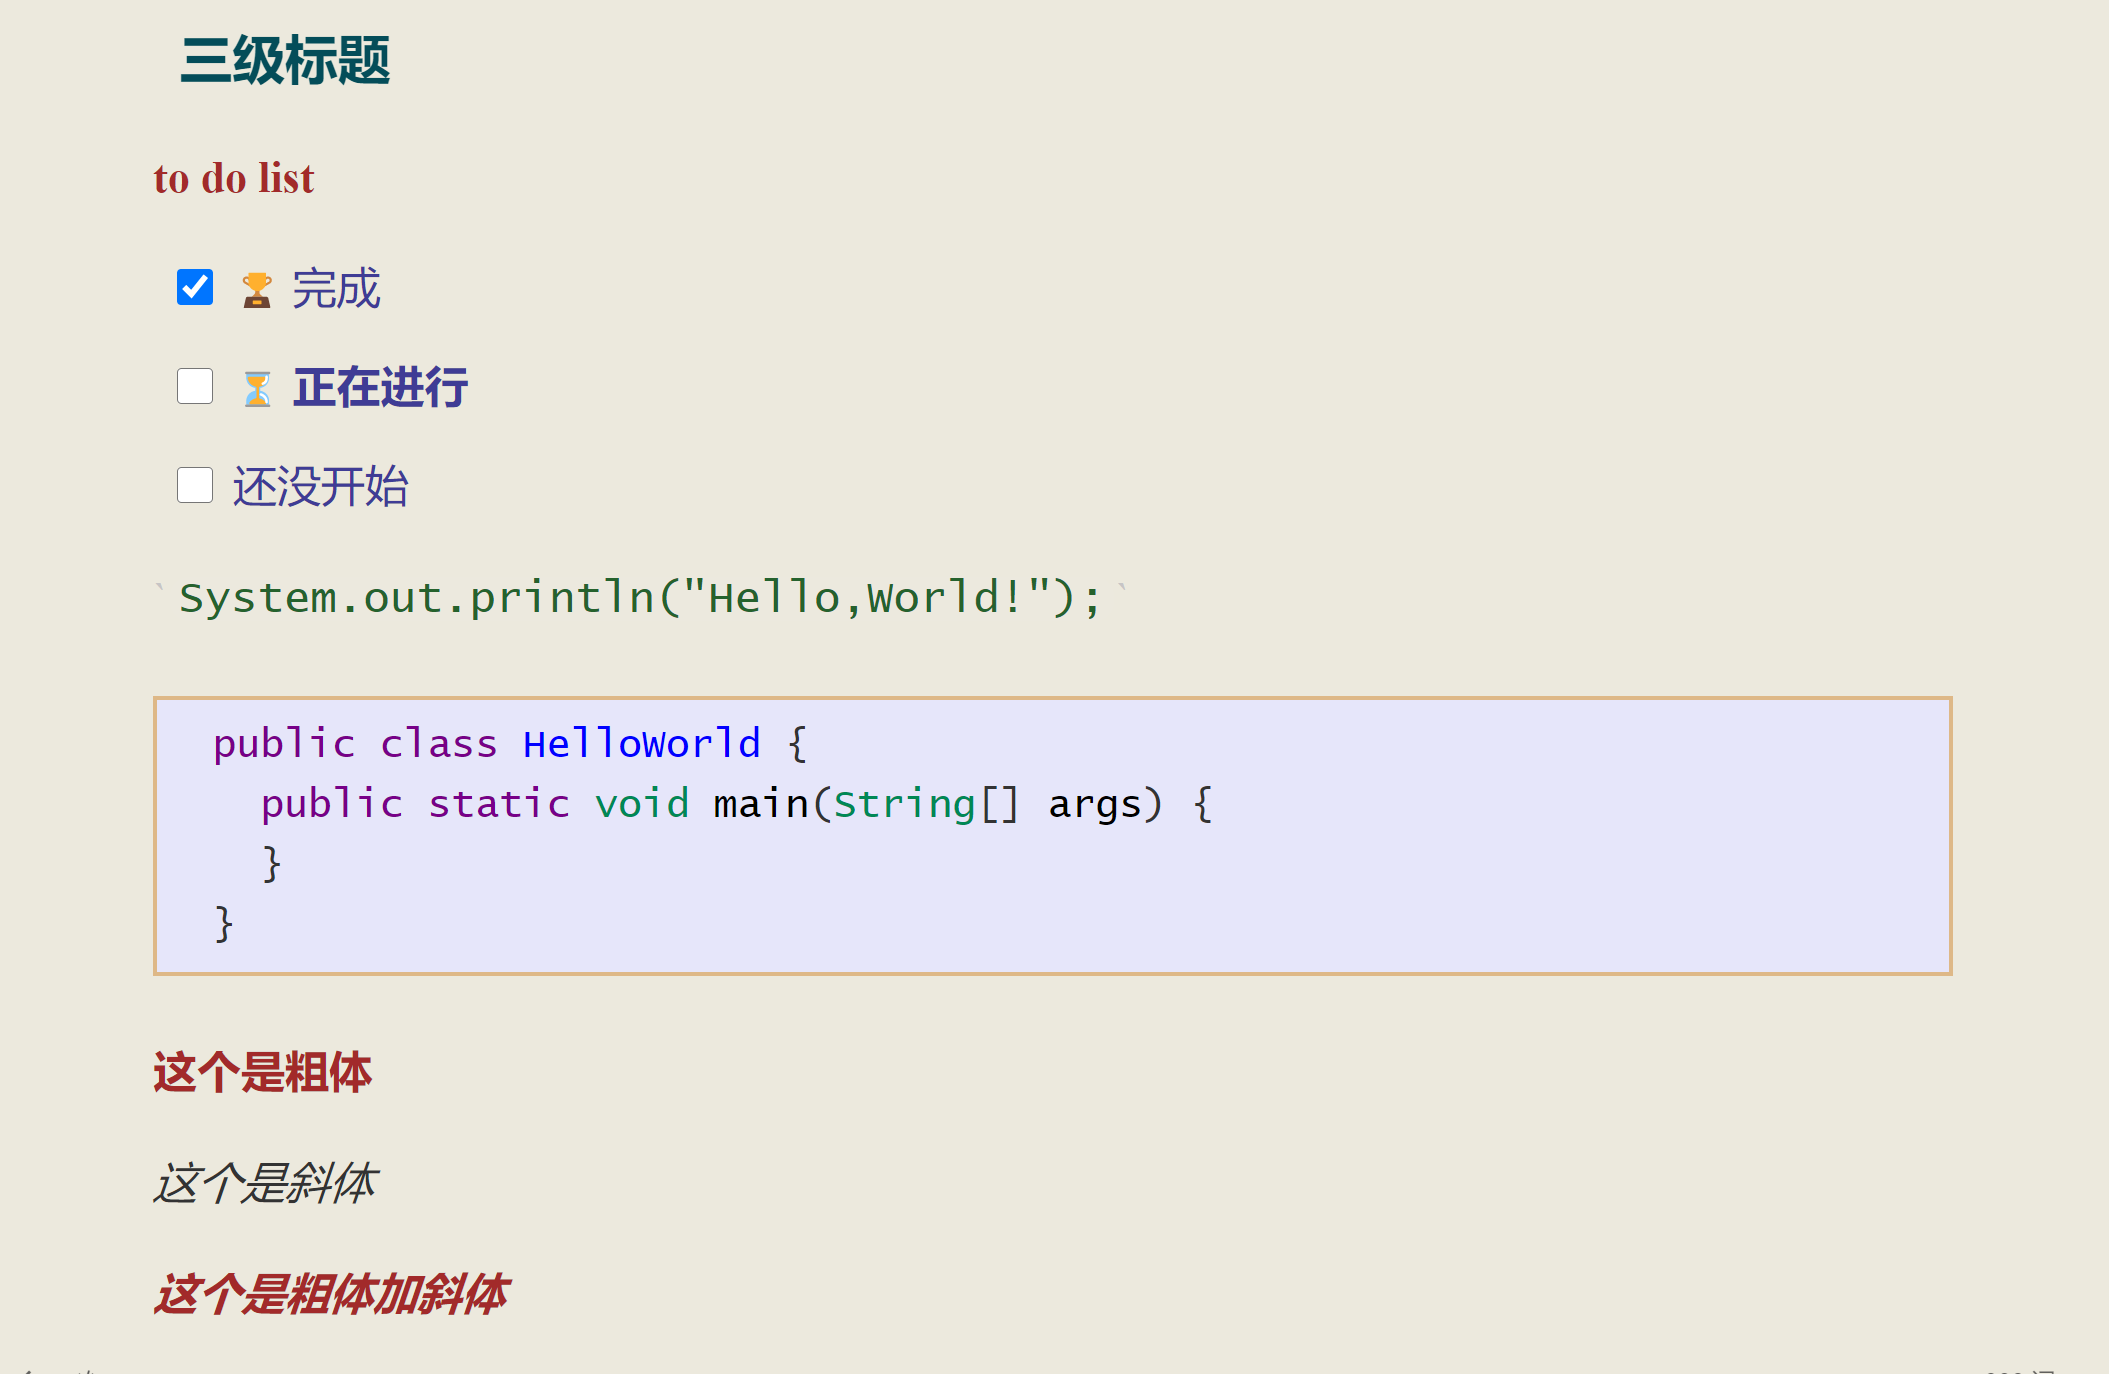 三级标题
to do list
🏆 完成
⏳ 正在进行
还没开始
`System.out.println("Hello,World!");`
public class HelloWorld {
  public static void main(String[] args) {
  }
}
这个是粗体
这个是斜体
这个是粗体加斜体